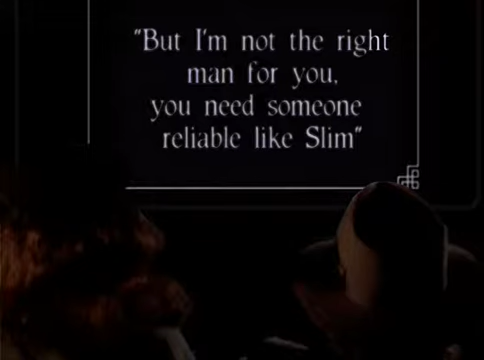 "But I'm not the right
man for you,
you need someone
reliable like Slim"